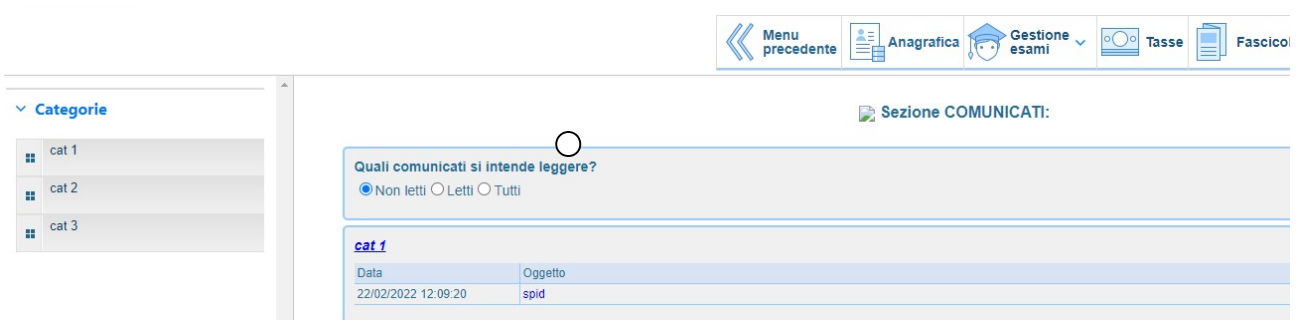 Menu precedente
Anagrafica
Gestione esami
Tasse
Fascicol
Categorie
Sezione COMUNICATI:
cat 1
cat 2
cat 3
Quali comunicati si intende leggere?
Non letti Letti Tutti
cat 1
Data Oggetto
22/02/2022 12:09:20 spid